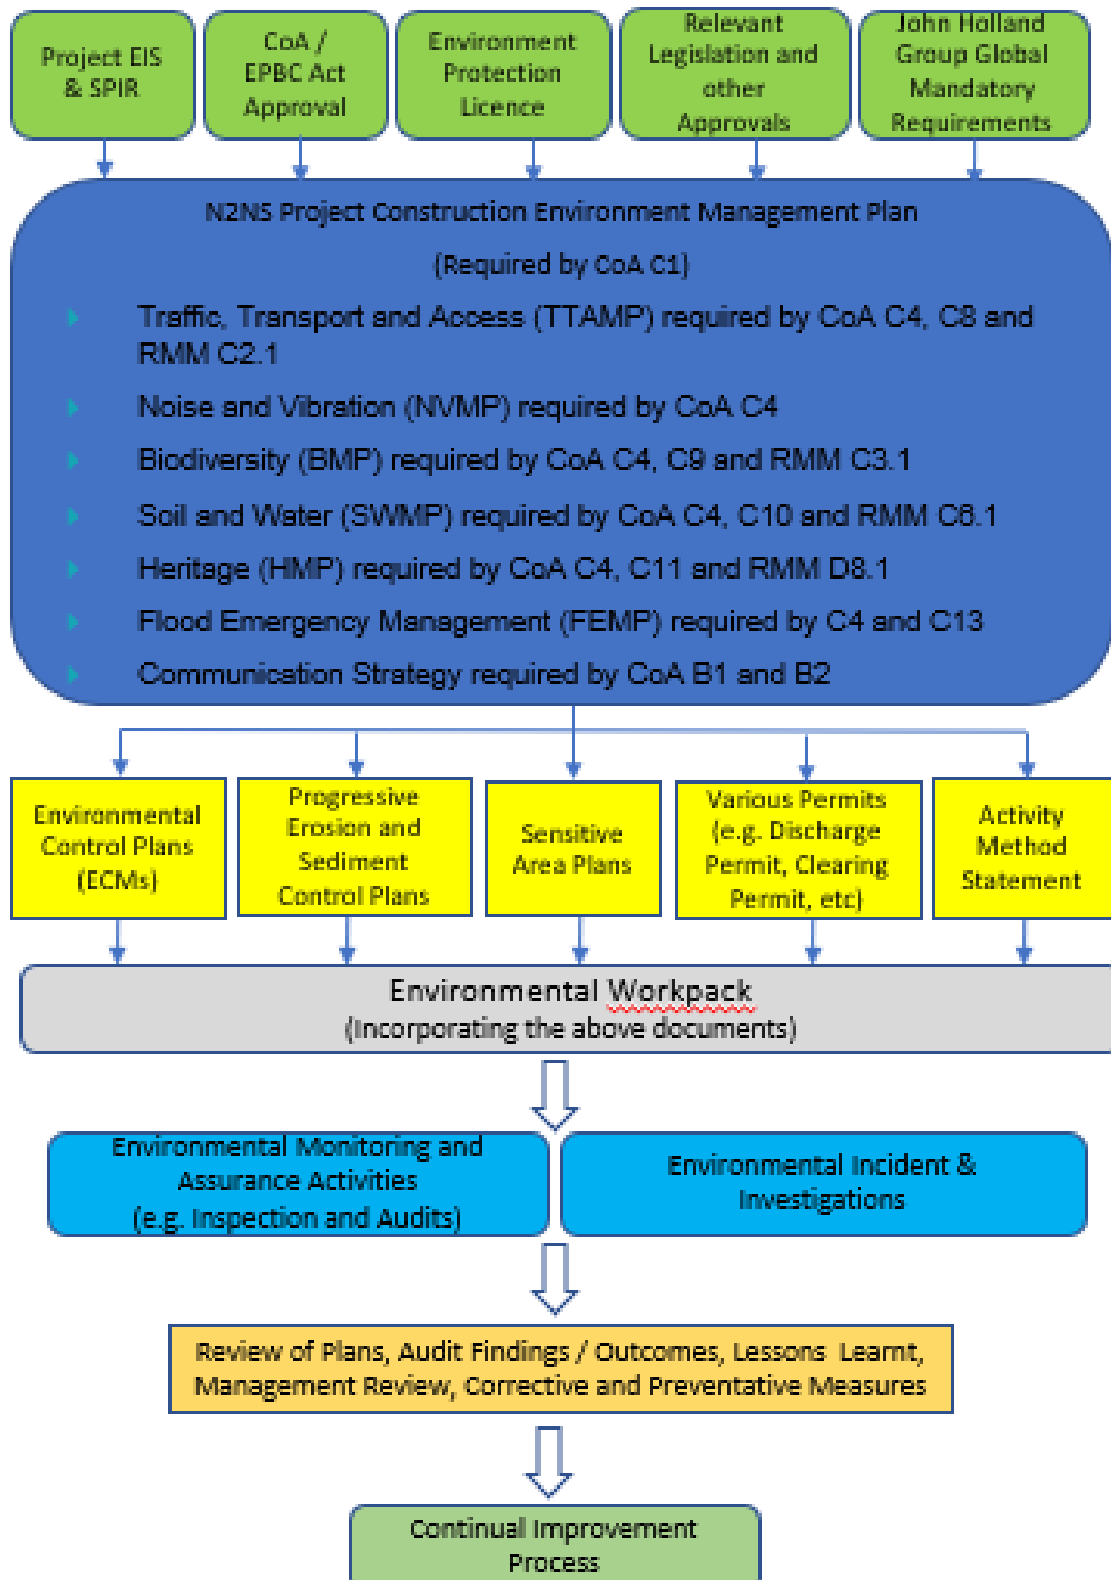 Project EIS
& SPIR
CoA /
EPBC Act
Approval
Environment
Protection
Licence
Relevant
Legislation and
other
Approvals
John Holland
Group Global
Mandatory
Requirements
N2NS Project Construction Environment Management Plan
(Required by CoA C1)
Traffic, Transport and Access (TTAMP) required by CoA C4, C8 and
RMM C2.1
Noise and Vibration (NVMP) required by CoA C4
Biodiversity (BMP) required by CoA C4, C9 and RMM C3.1
Soil and Water (SWMP) required by CoA C4, C10 and RMM C6.1
Heritage (HMP) required by CoA C4, C11 and RMM D8.1
Flood Emergency Management (FEMP) required by C4 and C13
Communication Strategy required by CoA B1 and B2
Environmental
Control Plans
(ECMs)
Progressive
Erosion and
Sediment
Control Plans
Sensitive
Area Plans
Various Permits
(e.g. Discharge
Permit, Clearing
Permit, etc)
Activity
Method
Statement
Environmental Workpack
(Incorporating the above documents)
Environmental Monitoring and
Assurance Activities
(e.g. Inspection and Audits)
Environmental Incident &
Investigations
Review of Plans, Audit Findings / Outcomes, Lessons Learnt,
Management Review, Corrective and Preventative Measures
Continual Improvement
Process